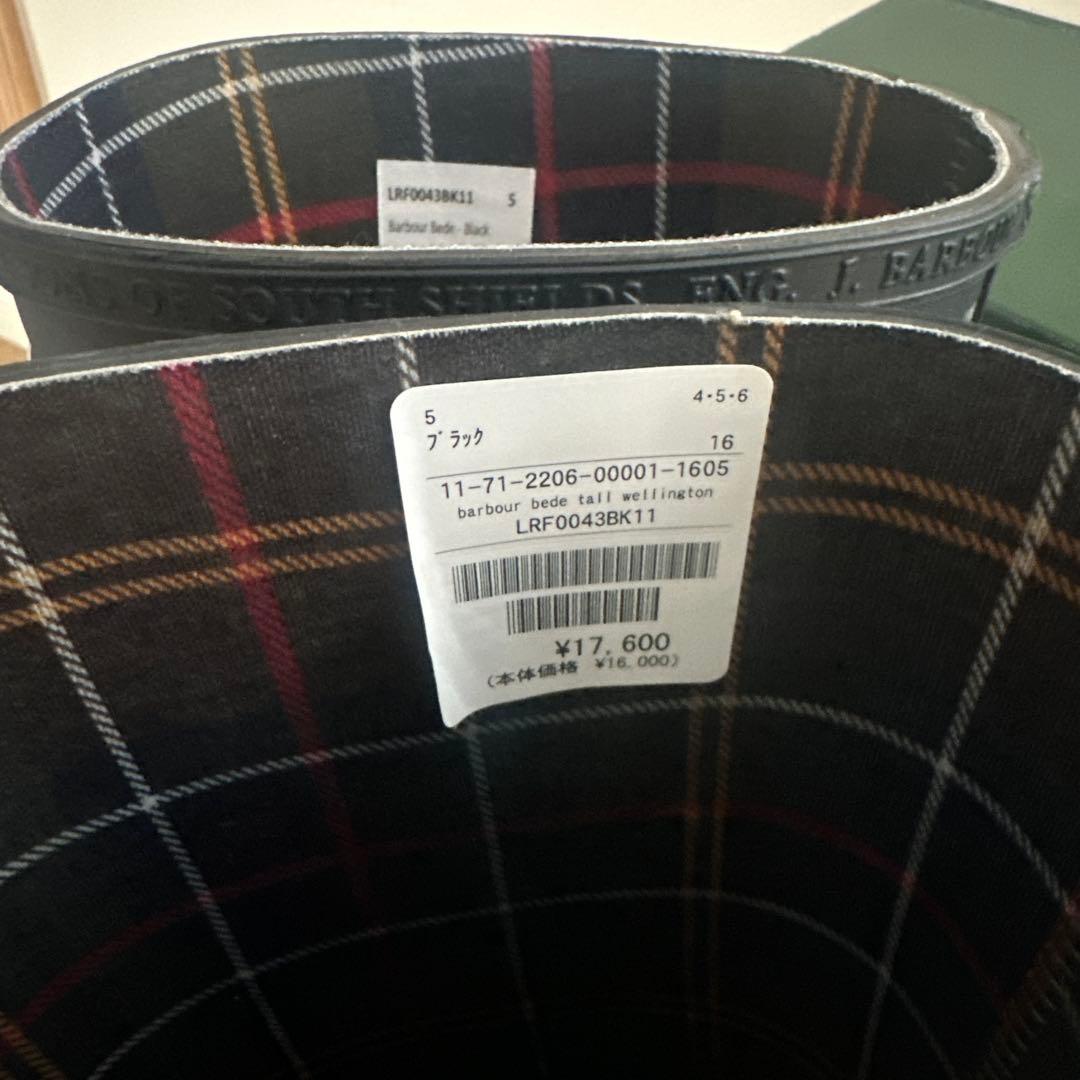 LRF0043BK11 5
Barbour Bede - Black
OF SOUTH SHIELDS, ENG. J. BARBOU
5 4・5・6
ブラック 16
11-71-2206-00001-1605
barbour bede tall wellington
LRF0043BK11
¥17,600
(本体価格 ¥16,000)